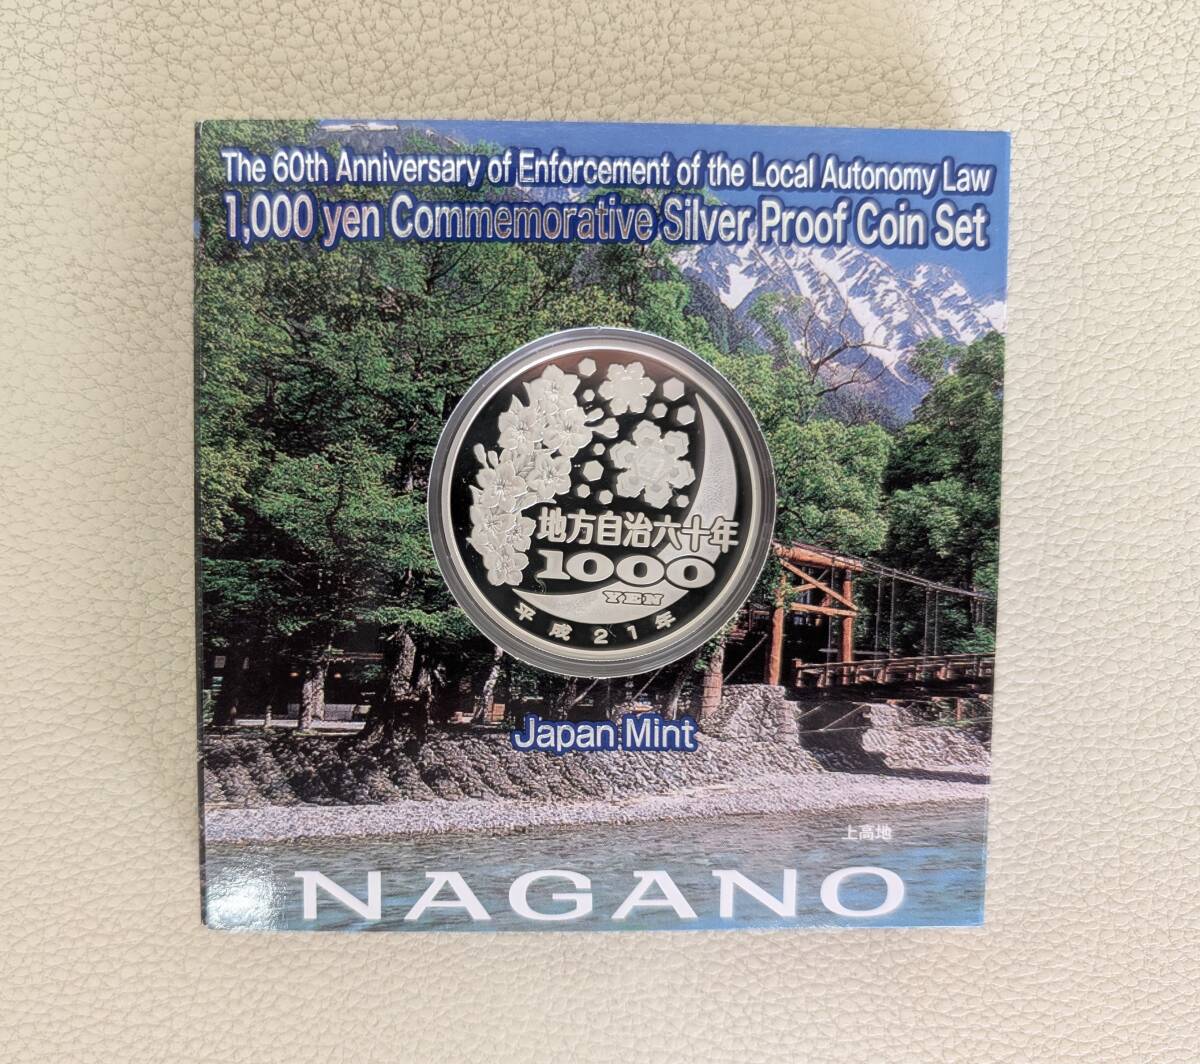 The 60th Anniversary of Enforcement of the Local Autonomy Law
1,000 yen Commemorative Silver Proof Coin Set
地方自治六十年
1000
YEN
平成21年
Japan Mint
上高地
NAGANO